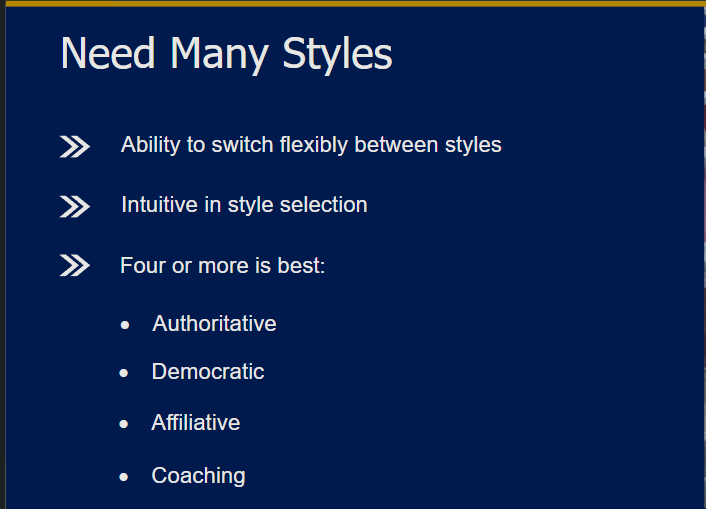 Need Many Styles
Ability to switch flexibly between styles
Intuitive in style selection
Four or more is best:
Authoritative
Democratic
Affiliative
Coaching